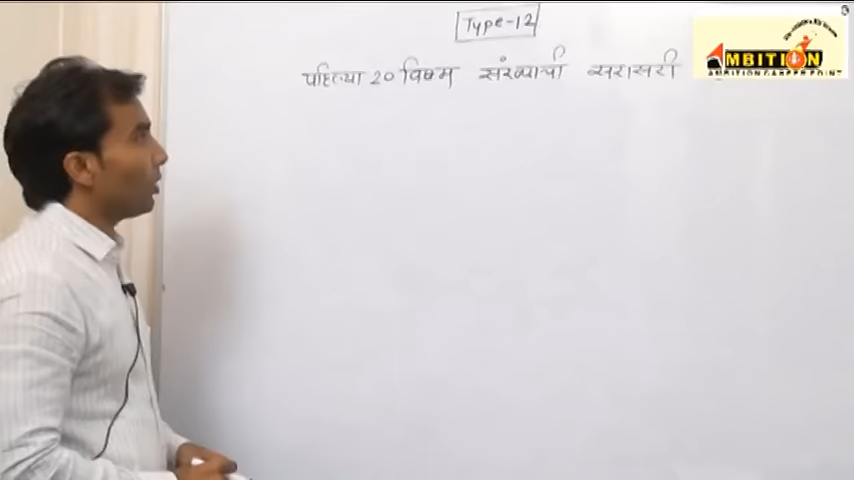 Type-12
पहिल्या 20 विषम संख्याची सरासरी
AMBITION
AMBITION CAREER POINT